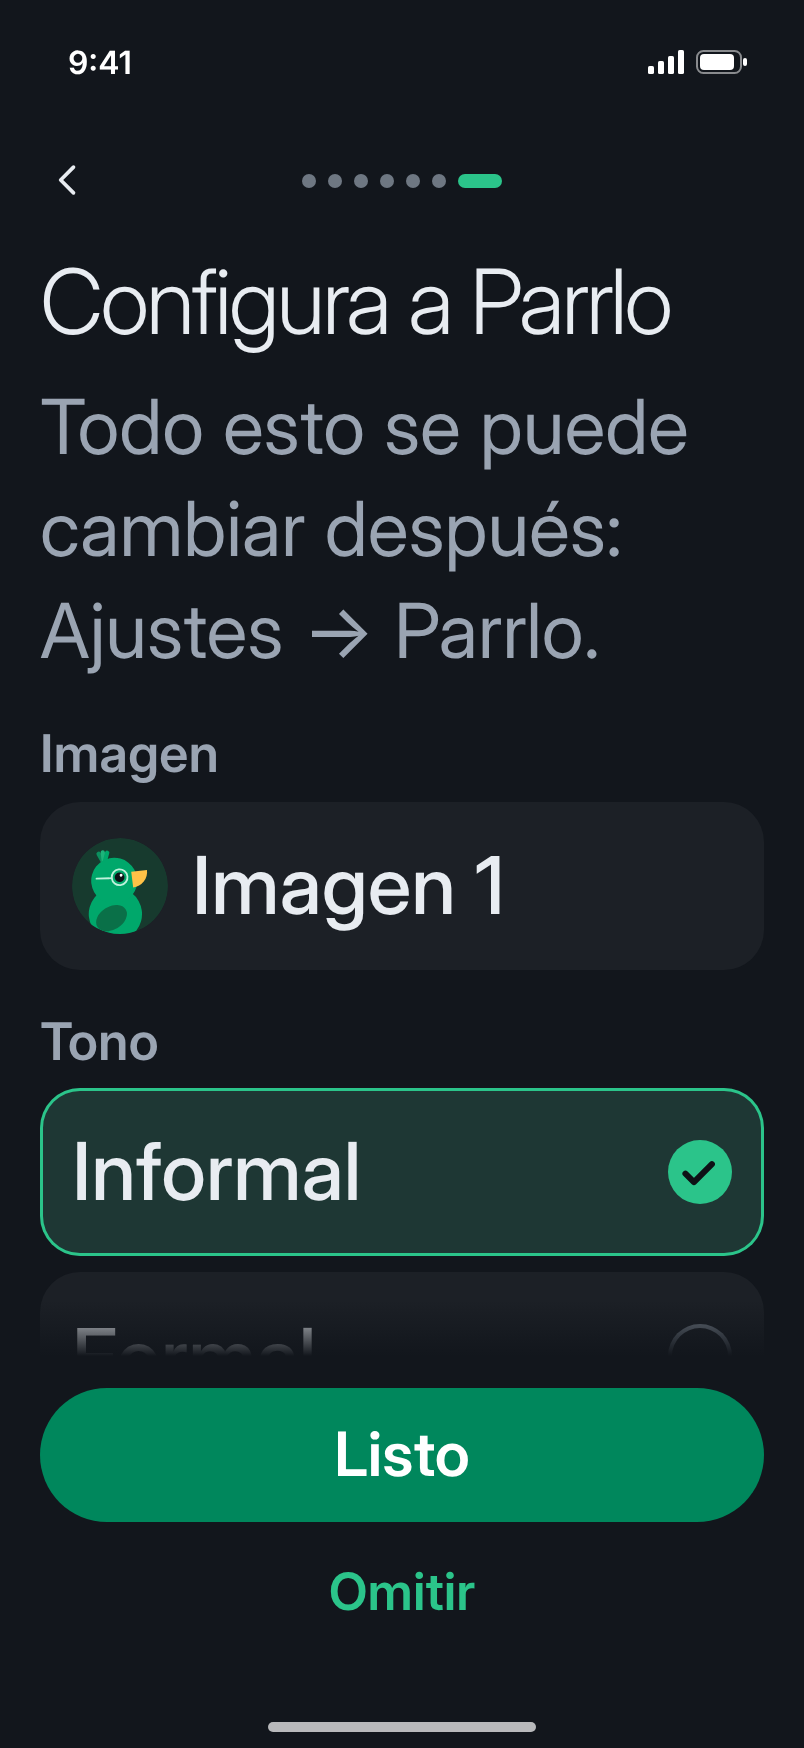 9:41
Configura a Parrlo
Todo esto se puede
cambiar después:
Ajustes → Parrlo.
Imagen
Imagen 1
Tono
Informal
Formal
Listo
Omitir